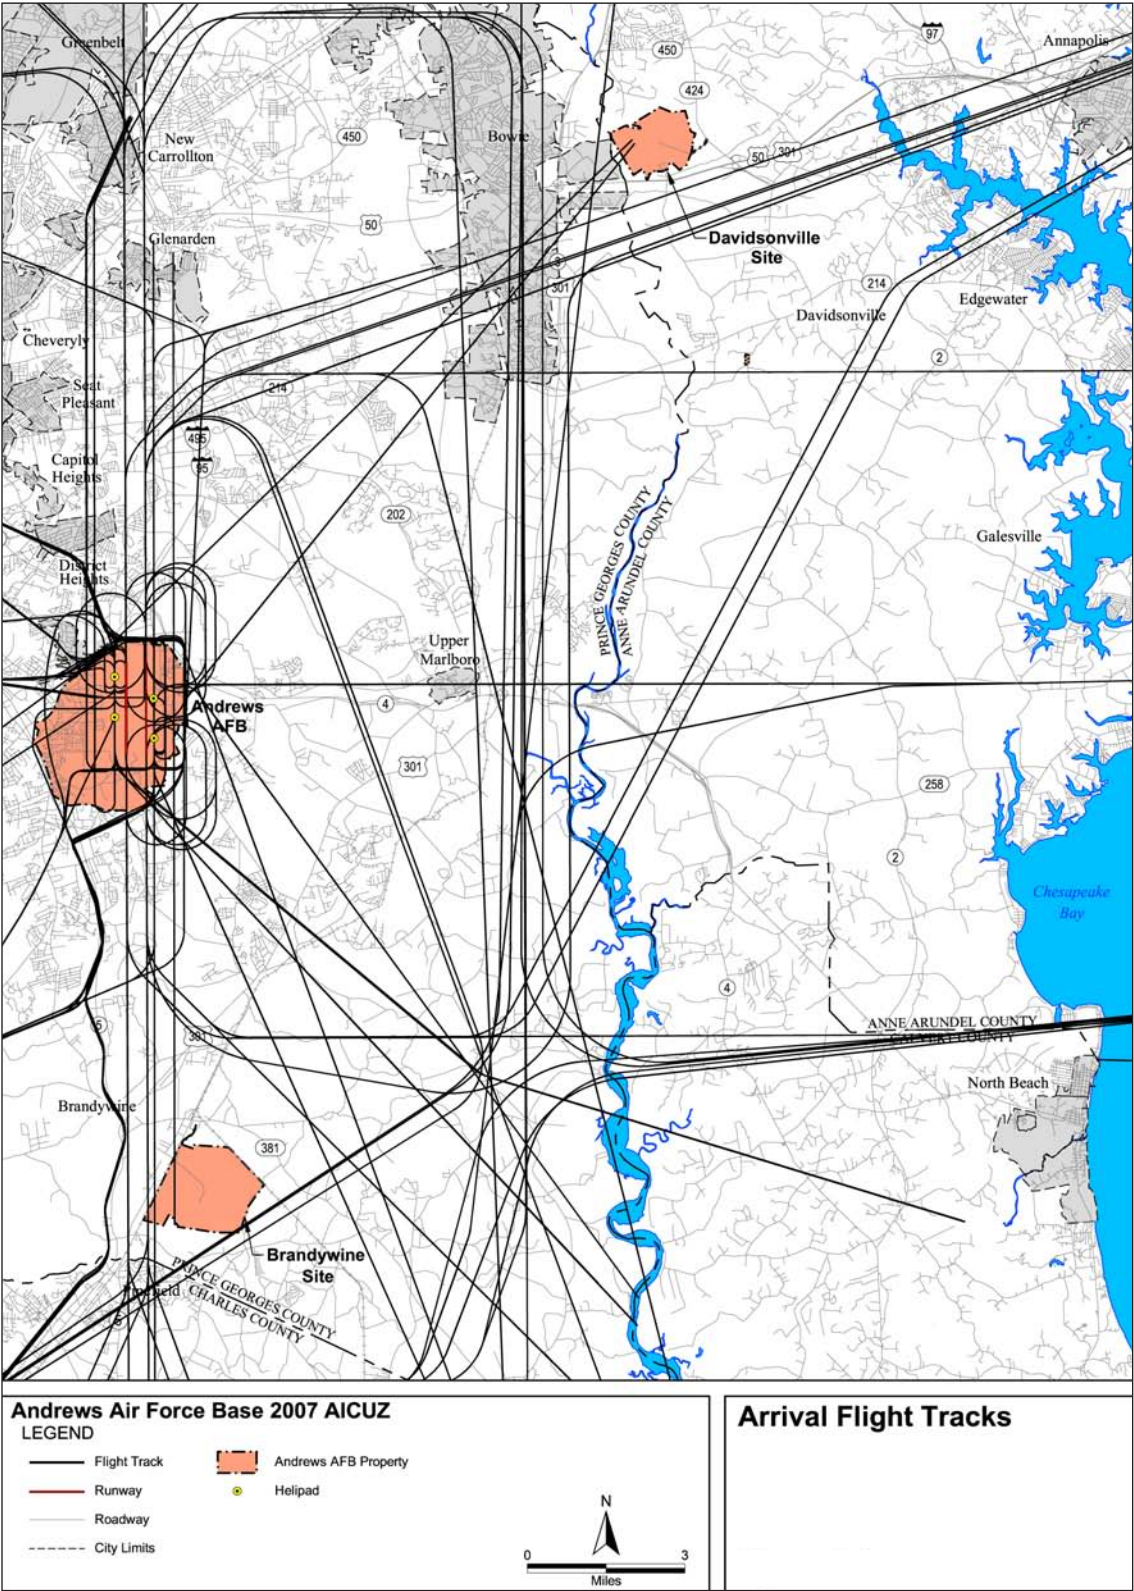 Greenbelt
450
97
Annapolis
424
New
Carrollton
450
Bowie
50
301
50
Glenarden
Davidsonville
Site
301
214
Edgewater
Davidsonville
Cheveryly
2
Seat
Pleasant
214
495
95
Capitol
Heights
202
PRINCE GEORGES COUNTY
ANNE ARUNDEL COUNTY
Galesville
District
Heights
Upper
Marlboro
Andrews
AFB
4
301
258
2
Chesapeake
Bay
4
5
381
ANNE ARUNDEL COUNTY
CALVERT COUNTY
North Beach
Brandywine
381
Brandywine
Site
PRINCE GEORGES COUNTY
CHARLES COUNTY
5
Andrews Air Force Base 2007 AICUZ
LEGEND
Flight Track
Andrews AFB Property
Runway
Helipad
Roadway
City Limits
N
0 3
Miles
Arrival Flight Tracks